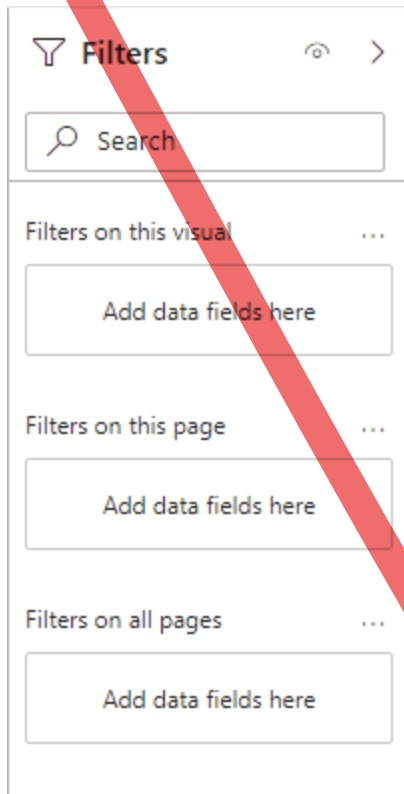 Filters
Search
Filters on this visual
Add data fields here
Filters on this page
Add data fields here
Filters on all pages
Add data fields here